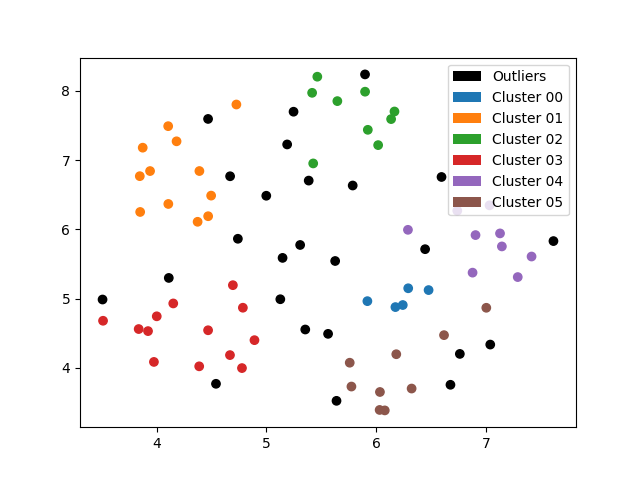 8
7
6
5
4
4 5 6 7
Outliers
Cluster 00
Cluster 01
Cluster 02
Cluster 03
Cluster 04
Cluster 05